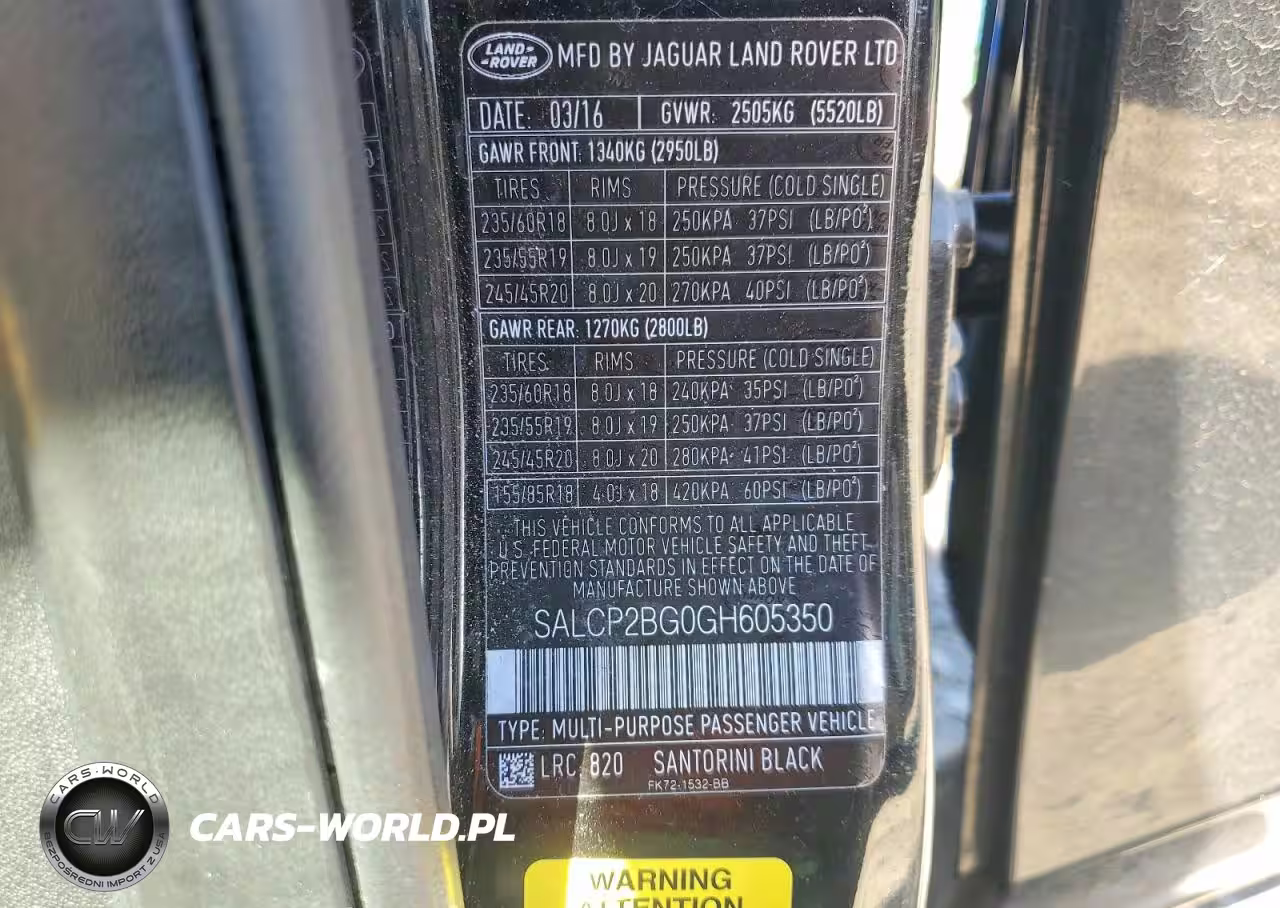 LAND-
-ROVER
MFD BY JAGUAR LAND ROVER LTD
DATE: 03/16 GVWR: 2505KG (5520LB)
GAWR FRONT: 1340KG (2950LB)
TIRES RIMS PRESSURE (COLD SINGLE)
235/60R18 8.0J x 18 250KPA 37PSI (LB/PO²)
235/55R19 8.0J x 19 250KPA 37PSI (LB/PO²)
245/45R20 8.0J x 20 270KPA 40PSI (LB/PO²)
GAWR REAR: 1270KG (2800LB)
TIRES RIMS PRESSURE (COLD SINGLE)
235/60R18 8.0J x 18 240KPA 35PSI (LB/PO²)
235/55R19 8.0J x 19 250KPA 37PSI (LB/PO²)
245/45R20 8.0J x 20 280KPA 41PSI (LB/PO²)
155/85R18 4.0J x 18 420KPA 60PSI (LB/PO²)
THIS VEHICLE CONFORMS TO ALL APPLICABLE
U.S. FEDERAL MOTOR VEHICLE SAFETY AND THEFT
PREVENTION STANDARDS IN EFFECT ON THE DATE OF
MANUFACTURE SHOWN ABOVE
SALCP2BG0GH605350
TYPE: MULTI-PURPOSE PASSENGER VEHICLE
LRC 820 SANTORINI BLACK
FK72-1532-BB
WARNING
ATTENTION
CARS-WORLD
CW
BEZPOŚREDNI IMPORT Z USA
CARS-WORLD.PL